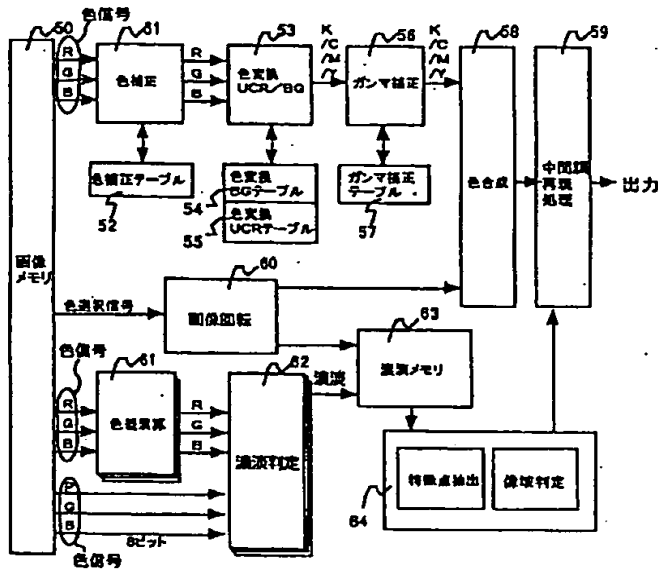 色信号
50
51
53
56
58
59
R
G
B
色補正
R
G
B
色変換
UCR/BG
K
/C
/M
/Y
ガンマ補正
K
/C
/M
/Y
色合成
中間調
再現
処理
出力
色補正テーブル
52
色変換
BGテーブル
54
色変換
UCRテーブル
55
ガンマ補正
テーブル
57
画像
メモリ
色選択信号
60
画像回転
63
濃淡メモリ
色信号
61
R
G
B
R
G
B
62
濃淡判定
濃淡
64
特徴点抽出
像域判定
G
B
8ビット
色信号